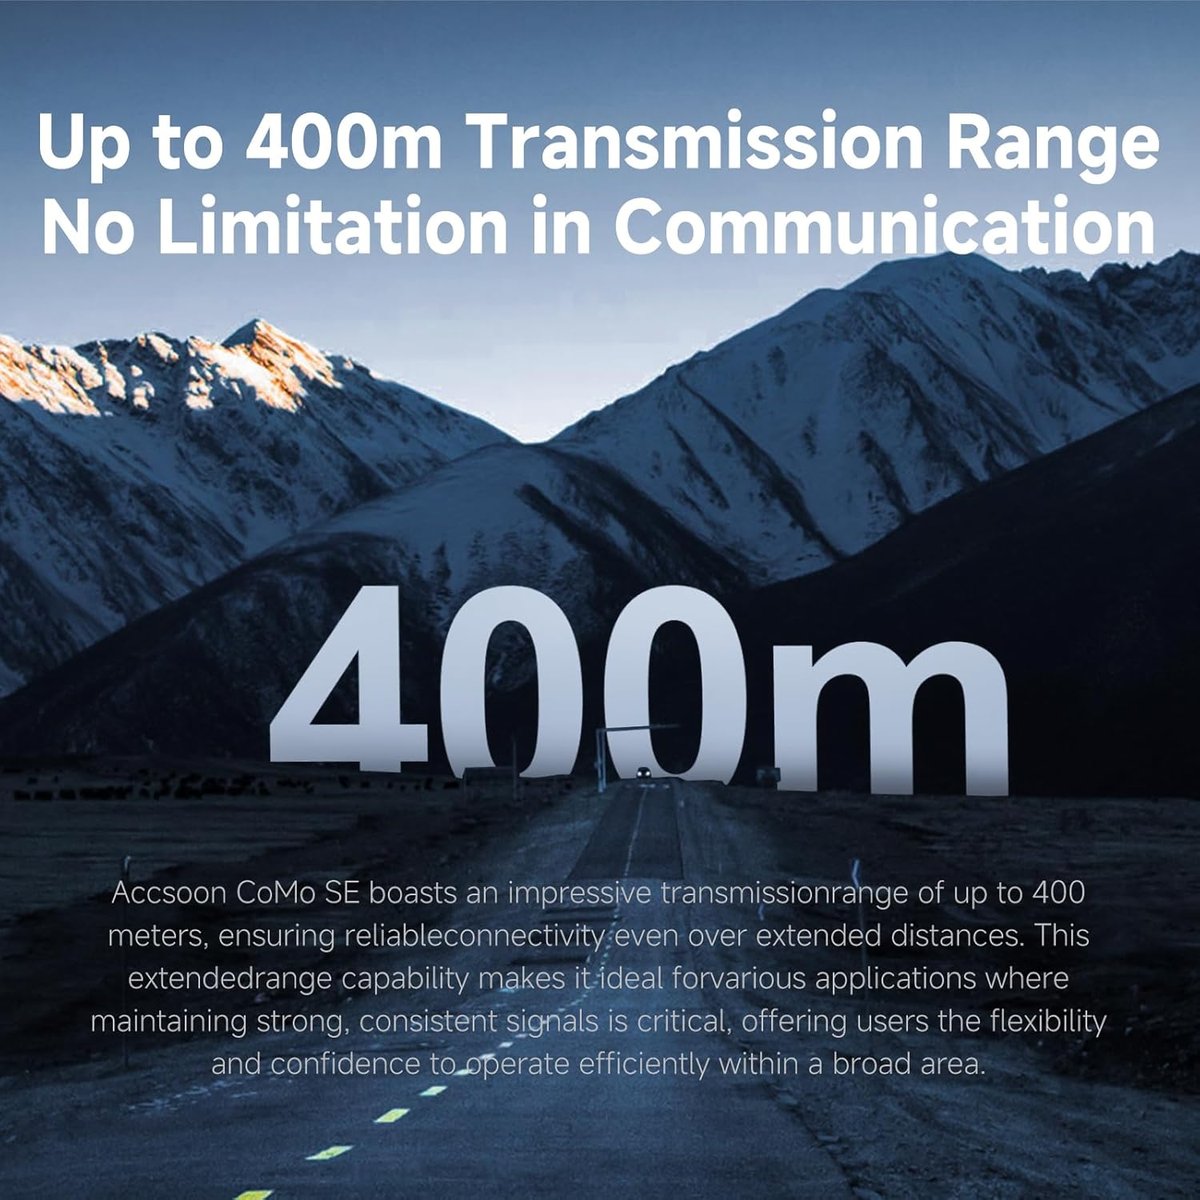 Up to 400m Transmission Range
No Limitation in Communication
400m
Accsoon CoMo SE boasts an impressive transmissionrange of up to 400
meters, ensuring reliableconnectivity even over extended distances. This
extendedrange capability makes it ideal forvarious applications where
maintaining strong, consistent signals is critical, offering users the flexibility
and confidence to operate efficiently within a broad area.